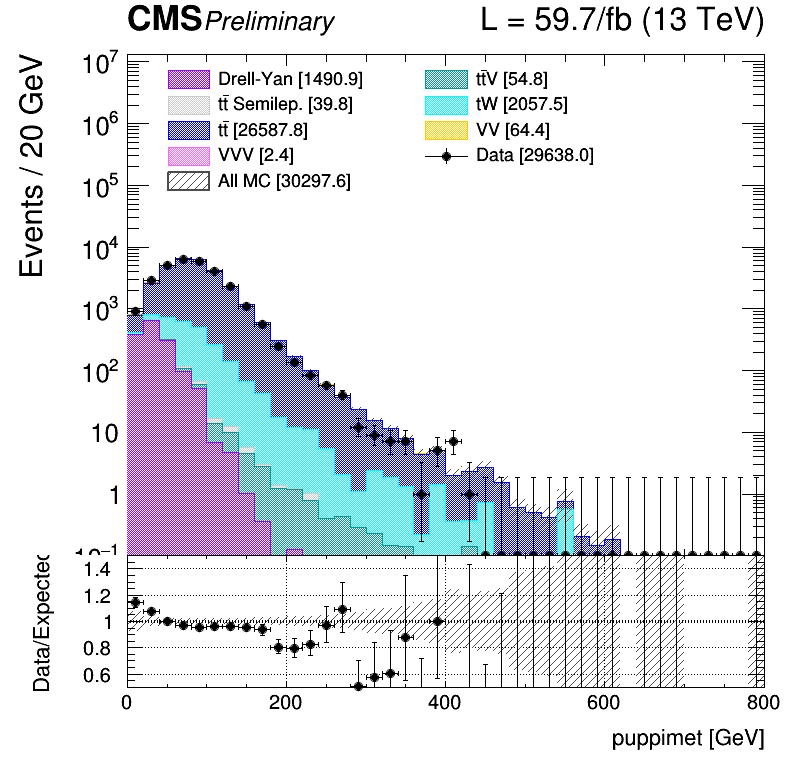 CMS Preliminary L = 59.7/fb (13 TeV)
Events / 20 GeV
10⁷
10⁶
10⁵
10⁴
10³
10²
10
1
10⁻¹
Drell-Yan [1490.9]
tt̄ Semilep. [39.8]
tt̄ [26587.8]
VVV [2.4]
All MC [30297.6]
tt̄V [54.8]
tW [2057.5]
VV [64.4]
Data [29638.0]
Data/Expected
1.4
1.2
1
0.8
0.6
0 200 400 600 800
puppimet [GeV]